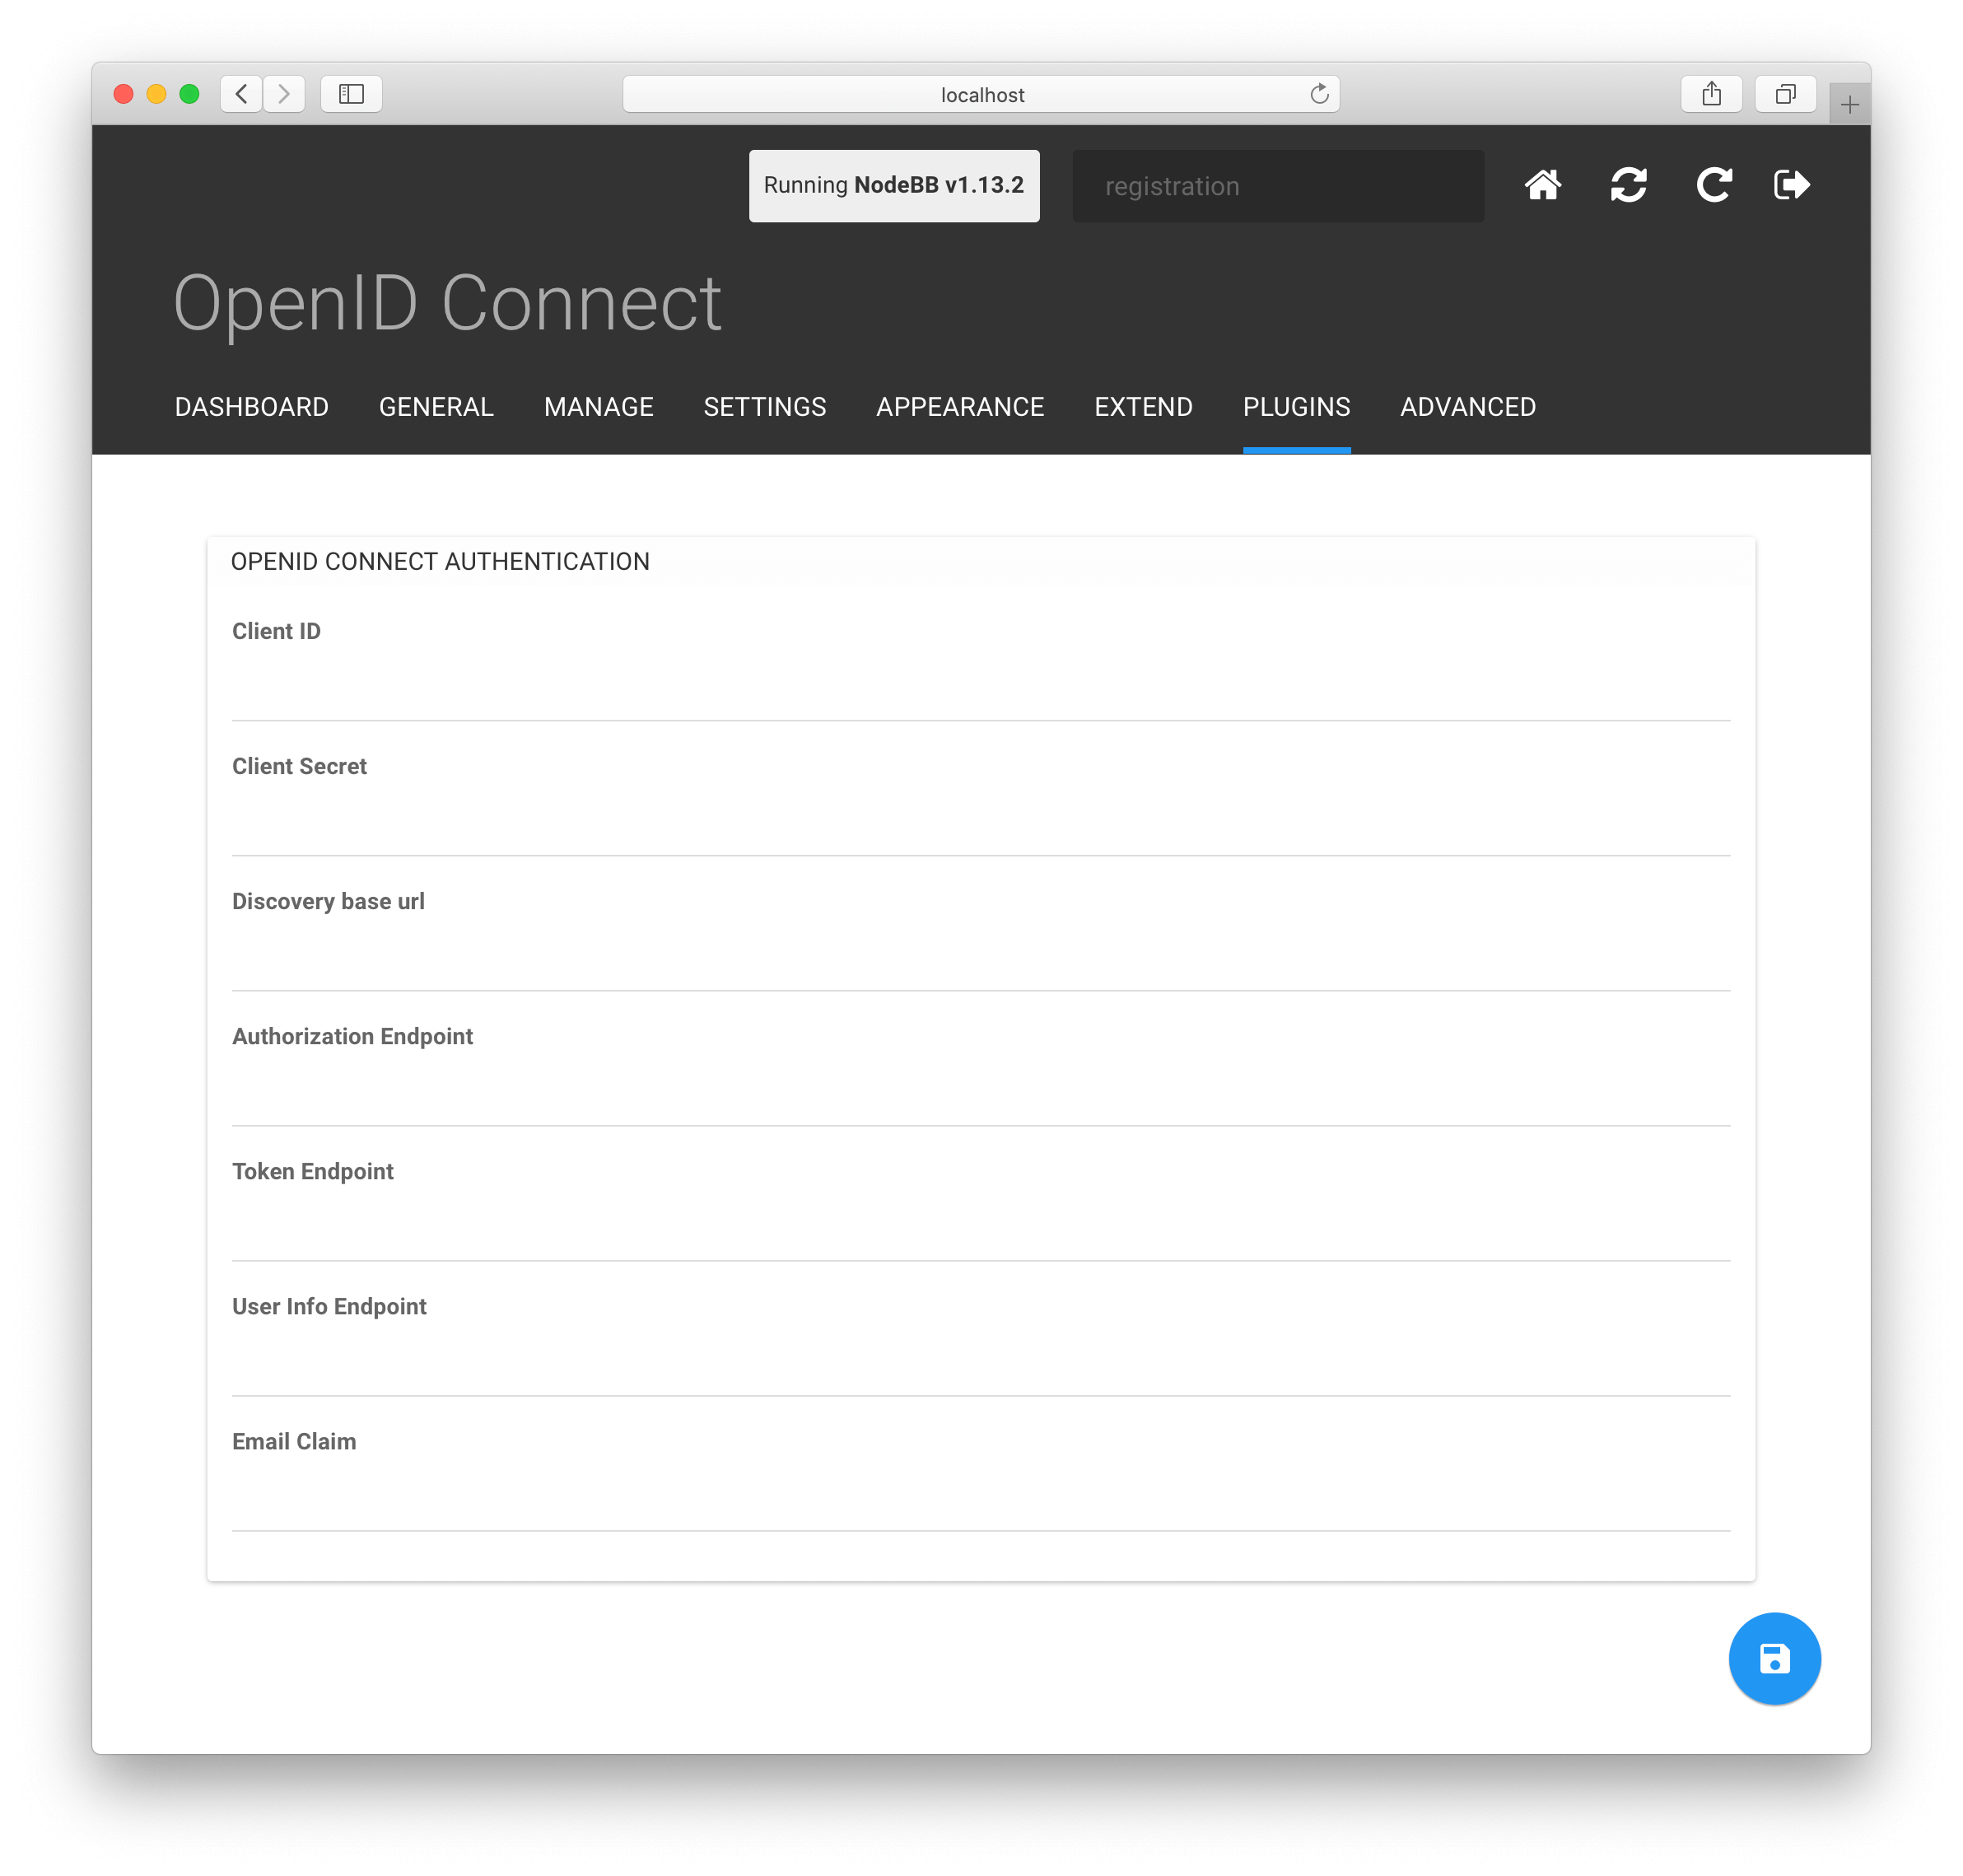 localhost
Running NodeBB v1.13.2
registration
OpenID Connect
DASHBOARD GENERAL MANAGE SETTINGS APPEARANCE EXTEND PLUGINS ADVANCED
OPENID CONNECT AUTHENTICATION
Client ID
Client Secret
Discovery base url
Authorization Endpoint
Token Endpoint
User Info Endpoint
Email Claim